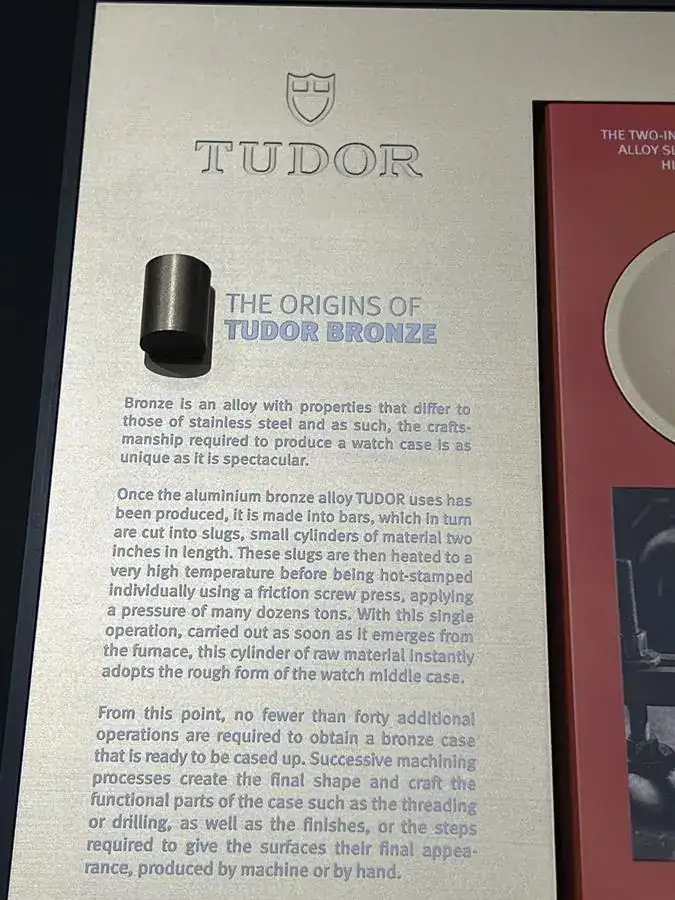 TUDOR
THE ORIGINS OF
TUDOR BRONZE
Bronze is an alloy with properties that differ to
those of stainless steel and as such, the crafts-
manship required to produce a watch case is as
unique as it is spectacular.
Once the aluminium bronze alloy TUDOR uses has
been produced, it is made into bars, which in turn
are cut into slugs, small cylinders of material two
inches in length. These slugs are then heated to a
very high temperature before being hot-stamped
individually using a friction screw press, applying
a pressure of many dozens tons. With this single
operation, carried out as soon as it emerges from
the furnace, this cylinder of raw material instantly
adopts the rough form of the watch middle case.
From this point, no fewer than forty additional
operations are required to obtain a bronze case
that is ready to be cased up. Successive machining
processes create the final shape and craft the
functional parts of the case such as the threading
or drilling, as well as the finishes, or the steps
required to give the surfaces their final appea-
rance, produced by machine or by hand.
THE TWO-IN
ALLOY